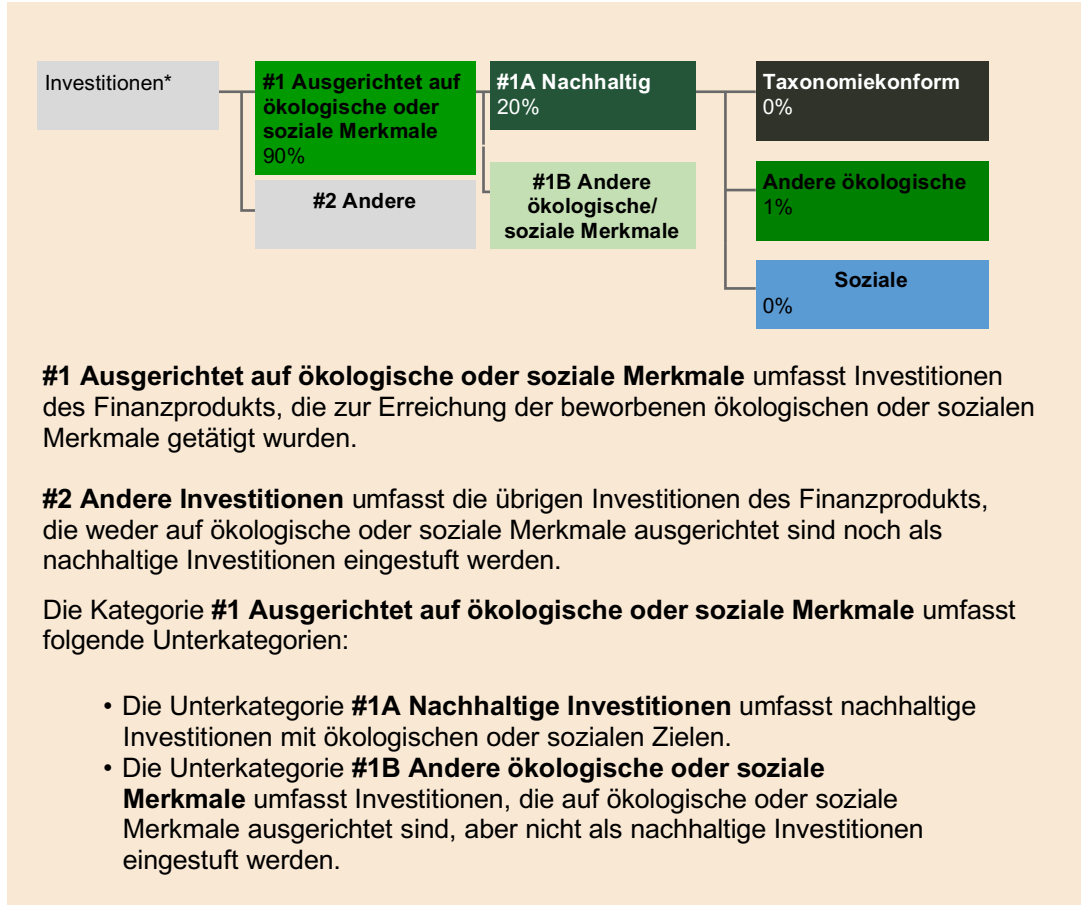 Investitionen*
#1 Ausgerichtet auf
ökologische oder
soziale Merkmale
90%
#2 Andere
#1A Nachhaltig
20%
#1B Andere
ökologische/
soziale Merkmale
Taxonomiekonform
0%
Andere ökologische
1%
Soziale
0%
#1 Ausgerichtet auf ökologische oder soziale Merkmale umfasst Investitionen
des Finanzprodukts, die zur Erreichung der beworbenen ökologischen oder sozialen
Merkmale getätigt wurden.
#2 Andere Investitionen umfasst die übrigen Investitionen des Finanzprodukts,
die weder auf ökologische oder soziale Merkmale ausgerichtet sind noch als
nachhaltige Investitionen eingestuft werden.
Die Kategorie #1 Ausgerichtet auf ökologische oder soziale Merkmale umfasst
folgende Unterkategorien:
• Die Unterkategorie #1A Nachhaltige Investitionen umfasst nachhaltige
Investitionen mit ökologischen oder sozialen Zielen.
• Die Unterkategorie #1B Andere ökologische oder soziale
Merkmale umfasst Investitionen, die auf ökologische oder soziale
Merkmale ausgerichtet sind, aber nicht als nachhaltige Investitionen
eingestuft werden.